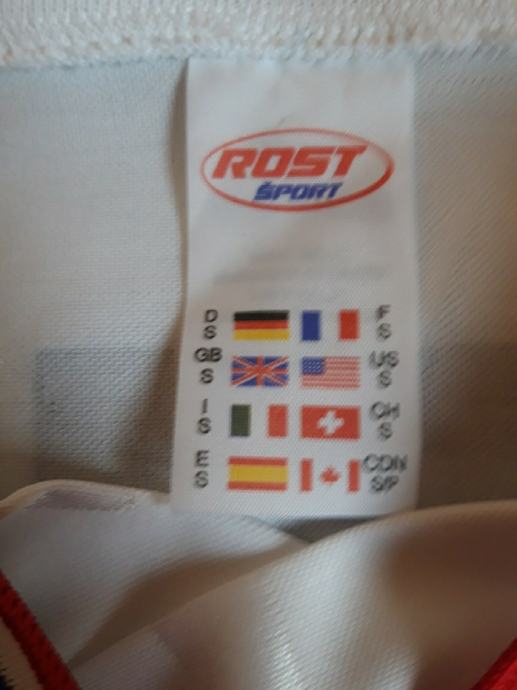 ROST
ŠPORT
D F
S S
GB US
S S
I CH
S S
E CDN
S S/P